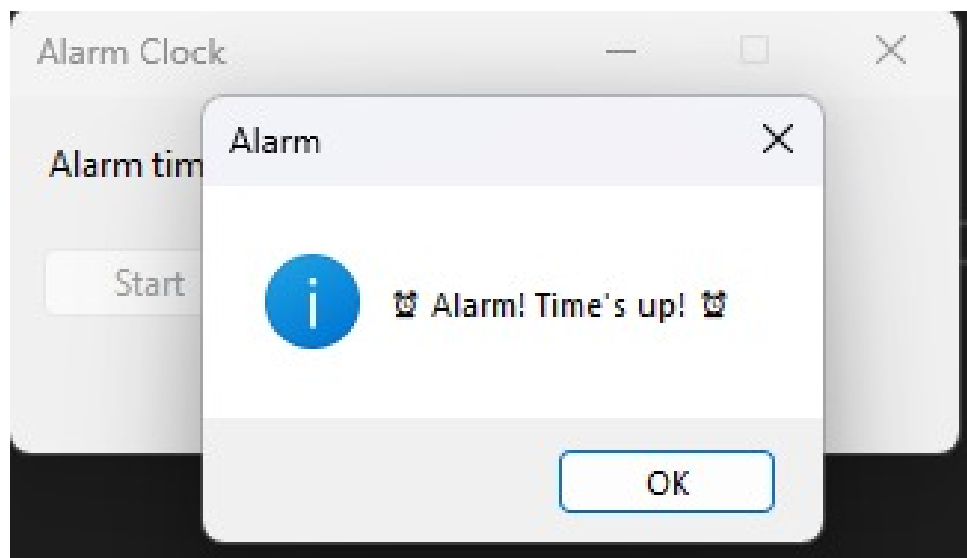 Alarm Clock
Alarm
Alarm tim
Start
⏰ Alarm! Time's up! ⏰
OK